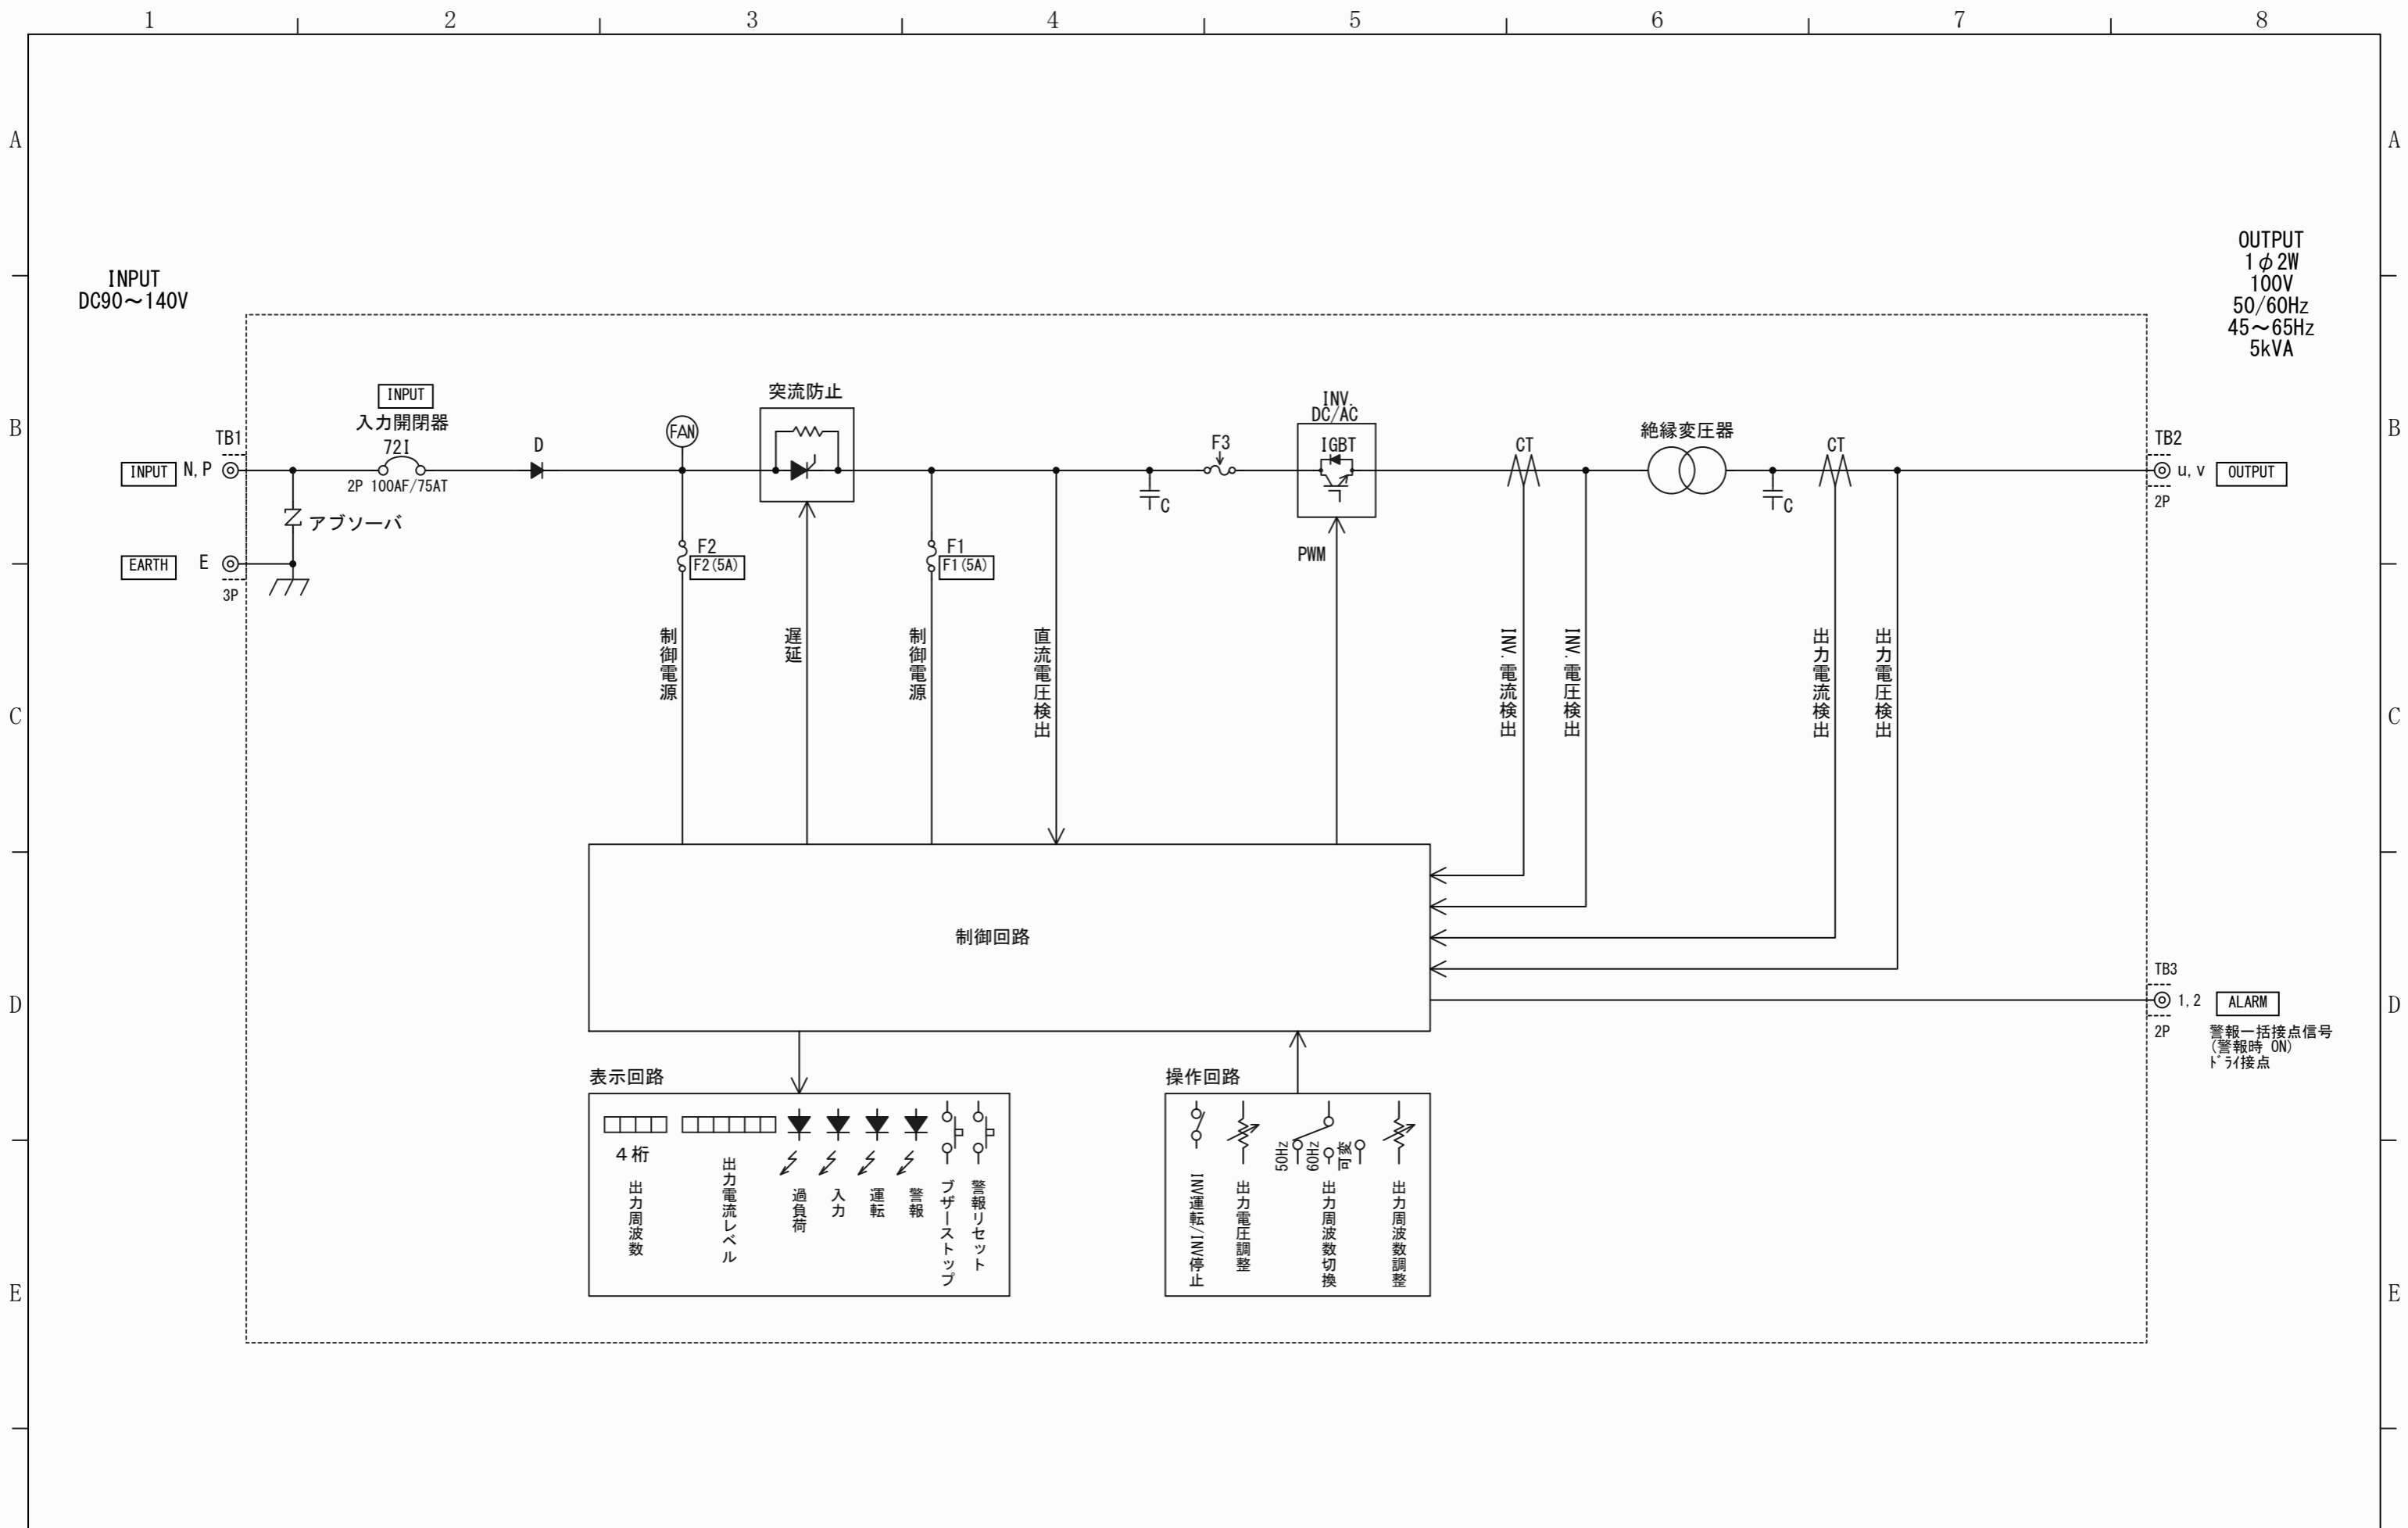 1 2 3 4 5 6 7 8
A A
INPUT
DC90～140V
OUTPUT
1φ2W
100V
50/60Hz
45～65Hz
5kVA
B B
INPUT
入力開閉器
72I
2P 100AF/75AT
TB1
INPUT N,P
アブソーバ
EARTH E
3P
D
FAN
突流防止
F2
F2(5A)
F1
F1(5A)
C
F3
INV.
DC/AC
IGBT
PWM
CT
絶縁変圧器
C
CT
TB2
u,v OUTPUT
2P
C C
制御電源
遅延
制御電源
直流電圧検出
INV.電流検出
INV.電圧検出
出力電流検出
出力電圧検出
制御回路
D D
TB3
1,2 ALARM
2P
警報一括接点信号
(警報時 ON)
ﾄﾞﾗｲ接点
表示回路
4桁
出力周波数
出力電流レベル
過負荷
入力
運転
警報
ブザーストップ
警報リセット
操作回路
INV運転/INV停止
出力電圧調整
50Hz
60Hz
可変
出力周波数切換
出力周波数調整
E E